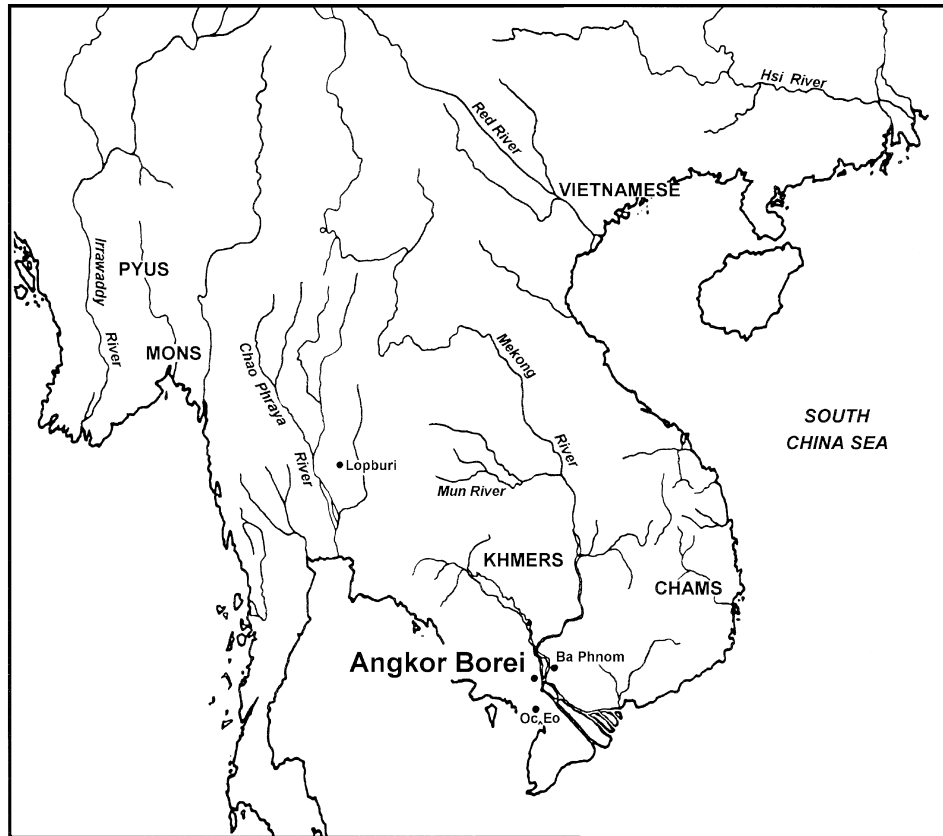 Hsi River
Red River
VIETNAMESE
Irrawaddy
River
PYUS
MONS
Chao Phraya
River
Mekong
River
SOUTH
CHINA SEA
Lopburi
Mun River
KHMERS
CHAMS
Angkor Borei
Ba Phnom
Oc Eo